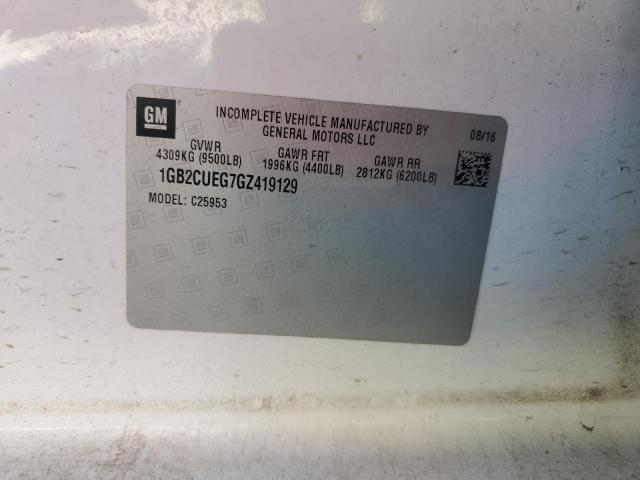 GM
INCOMPLETE VEHICLE MANUFACTURED BY
GENERAL MOTORS LLC
08/16
GVWR
4309KG (9500LB)
GAWR FRT
1996KG (4400LB)
GAWR RR
2812KG (6200LB)
1GB2CUEG7GZ419129
MODEL: C25953